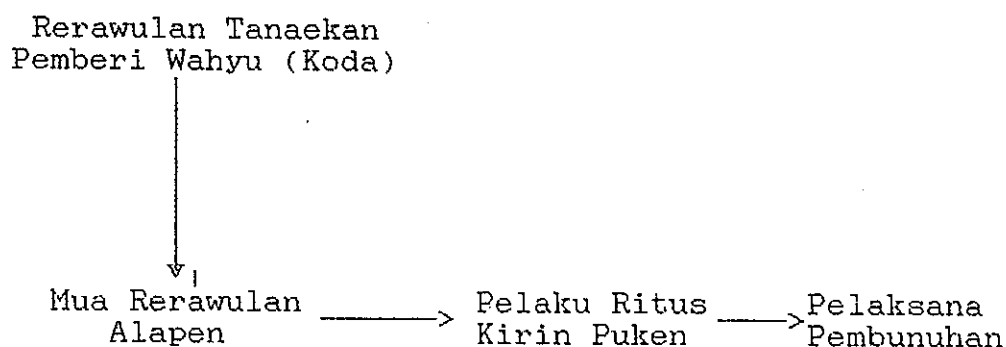 Rerawulan Tanaekan
Pemberi Wahyu (Koda)
Mua Rerawulan
Alapen
Pelaku Ritus
Kirin Puken
Pelaksana
Pembunuhan